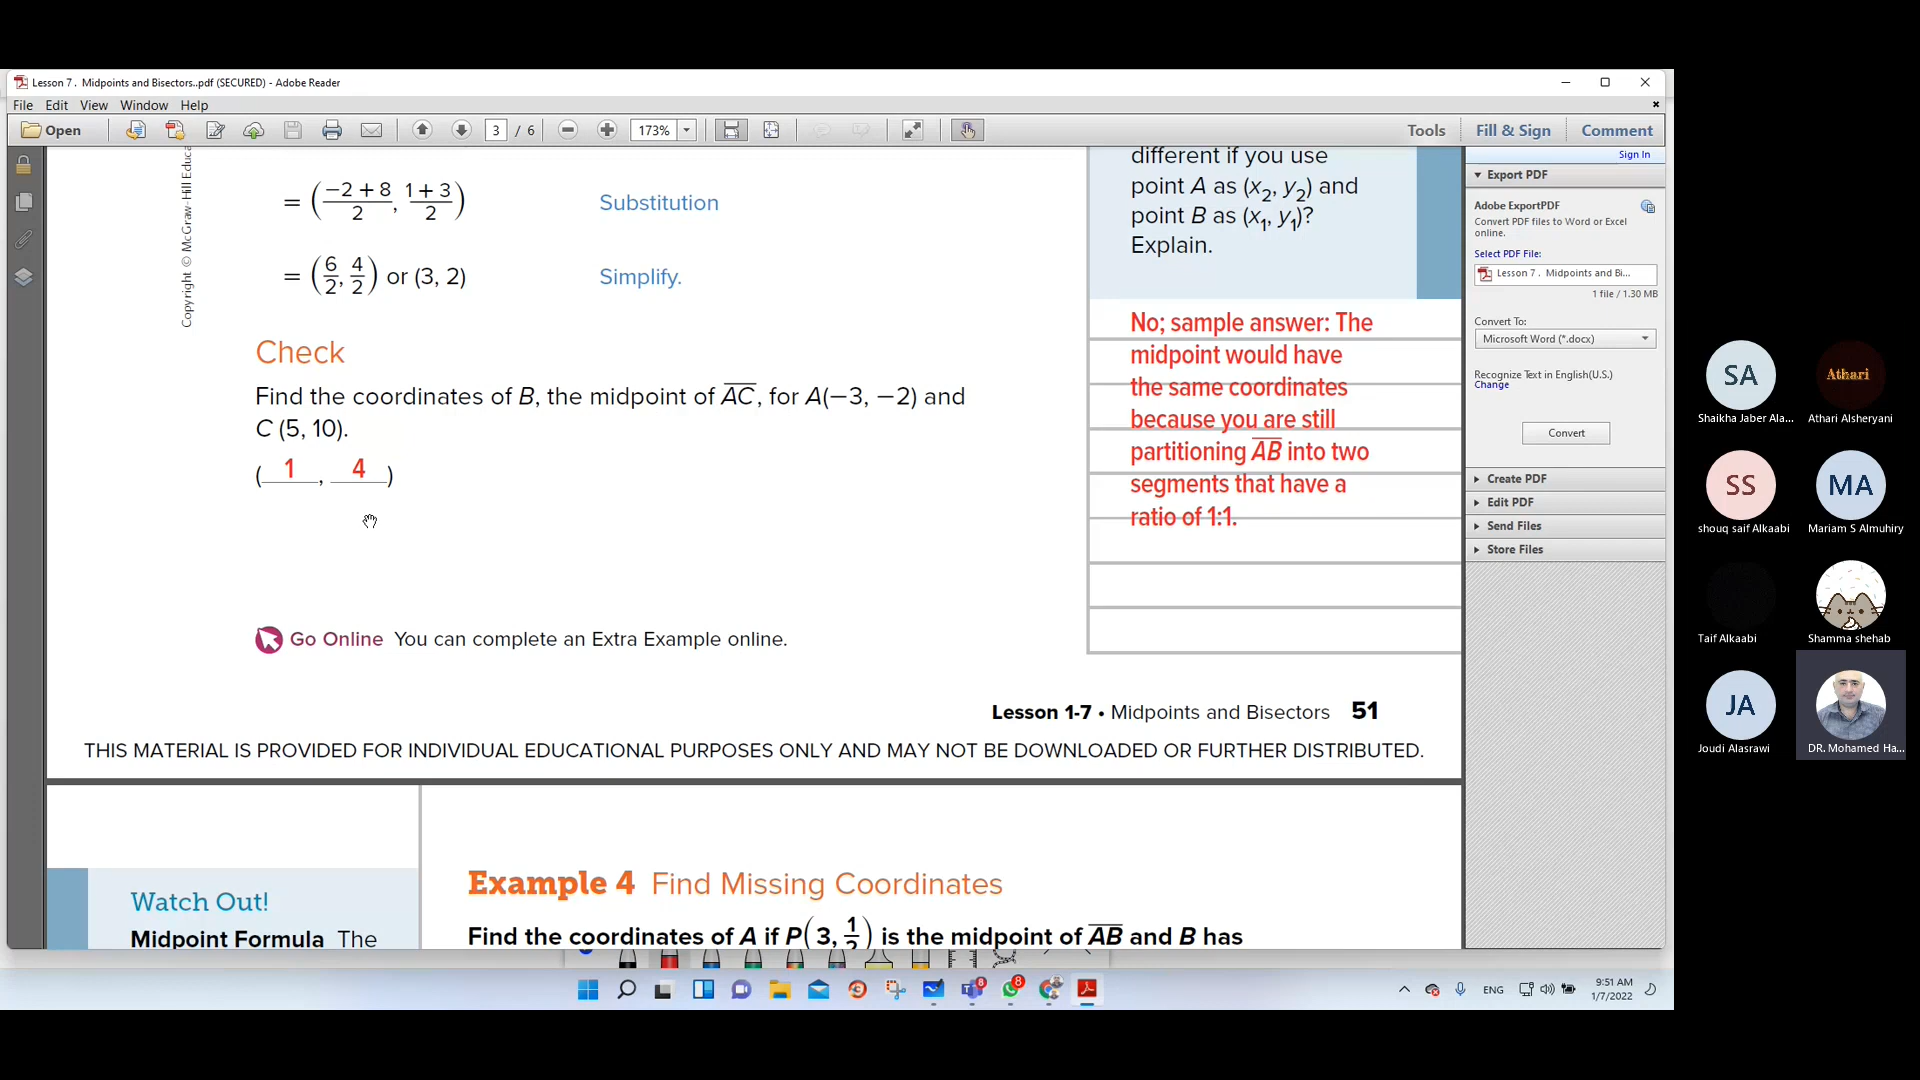 Lesson 7 .  Midpoints and Bisectors..pdf (SECURED) - Adobe Reader
File Edit View Window Help
Open 3 / 6 173% Tools Fill & Sign Comment
Copyright © McGraw-Hill Educa
= (−2 + 8/2, 1 + 3/2) Substitution
= (6/2, 4/2) or (3, 2) Simplify.
Check
Find the coordinates of B, the midpoint of A̅C̅, for A(−3, −2) and
C (5, 10).
( 1 , 4 )
Go Online You can complete an Extra Example online.
different if you use
point A as (x₂, y₂) and
point B as (x₁, y₁)?
Explain.
No; sample answer: The
midpoint would have
the same coordinates
because you are still
partitioning A̅B̅ into two
segments that have a
ratio of 1:1.
Lesson 1-7 • Midpoints and Bisectors 51
THIS MATERIAL IS PROVIDED FOR INDIVIDUAL EDUCATIONAL PURPOSES ONLY AND MAY NOT BE DOWNLOADED OR FURTHER DISTRIBUTED.
Watch Out!
Midpoint Formula The
Example 4 Find Missing Coordinates
Find the coordinates of A if P(3, 1/2) is the midpoint of A̅B̅ and B has
Sign In
Export PDF
Adobe ExportPDF
Convert PDF files to Word or Excel
online.
Select PDF File:
Lesson 7 .  Midpoints and Bi...
1 file / 1.30 MB
Convert To:
Microsoft Word (*.docx)
Recognize Text in English(U.S.)
Change
Convert
Create PDF
Edit PDF
Send Files
Store Files
SA Athari
Shaikha Jaber Ala... Athari Alsheryani
SS MA
shouq saif Alkaabi Mariam S Almuhiry
Taif Alkaabi Shamma shehab
JA
Joudi Alasrawi DR. Mohamed Ha...
8 8
ENG 9:51 AM
1/7/2022